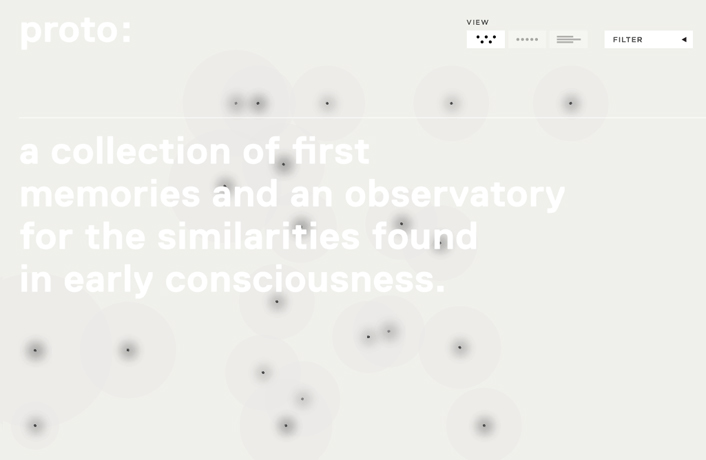 proto:
VIEW
FILTER
a collection of first
memories and an observatory
for the similarities found
in early consciousness.